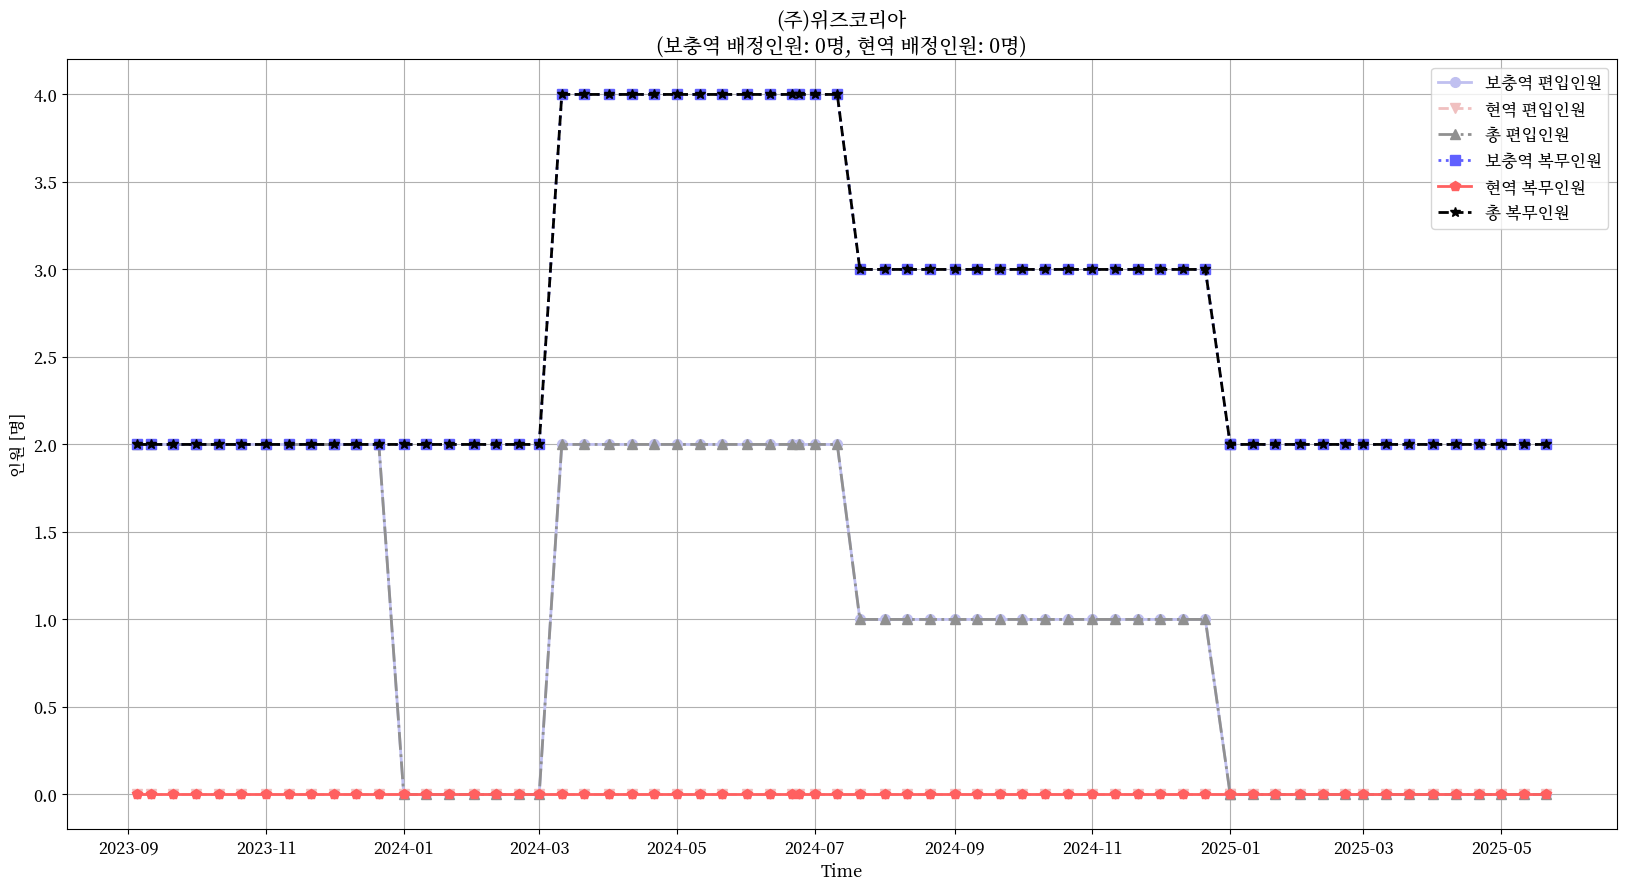 (주)위즈코리아
(보충역 배정인원: 0명, 현역 배정인원: 0명)
보충역 편입인원
현역 편입인원
총 편입인원
보충역 복무인원
현역 복무인원
총 복무인원
인원 [명]
4.0
3.5
3.0
2.5
2.0
1.5
1.0
0.5
0.0
2023-09 2023-11 2024-01 2024-03 2024-05 2024-07 2024-09 2024-11 2025-01 2025-03 2025-05
Time